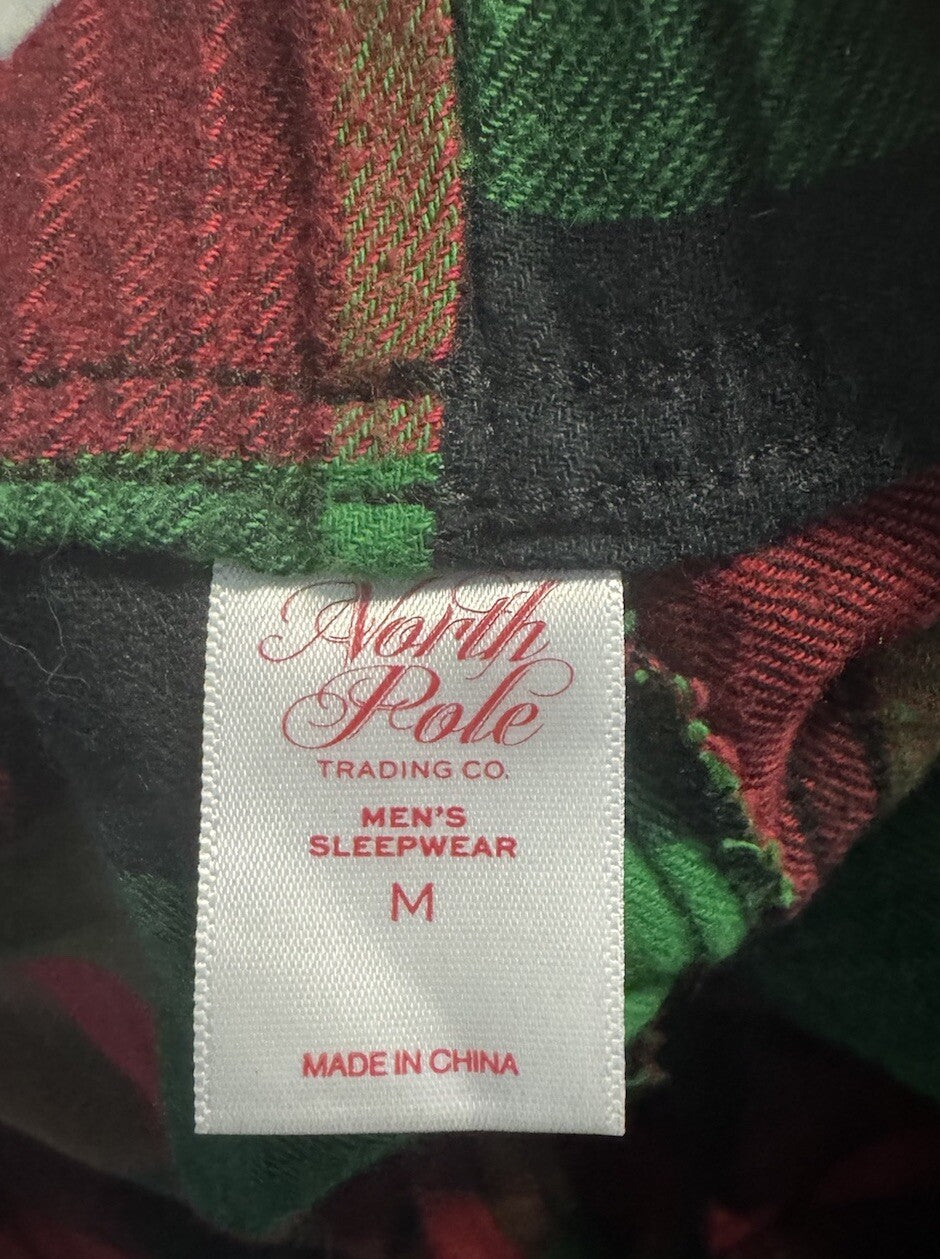 North
Pole
TRADING CO.
MEN'S
SLEEPWEAR
M
MADE IN CHINA